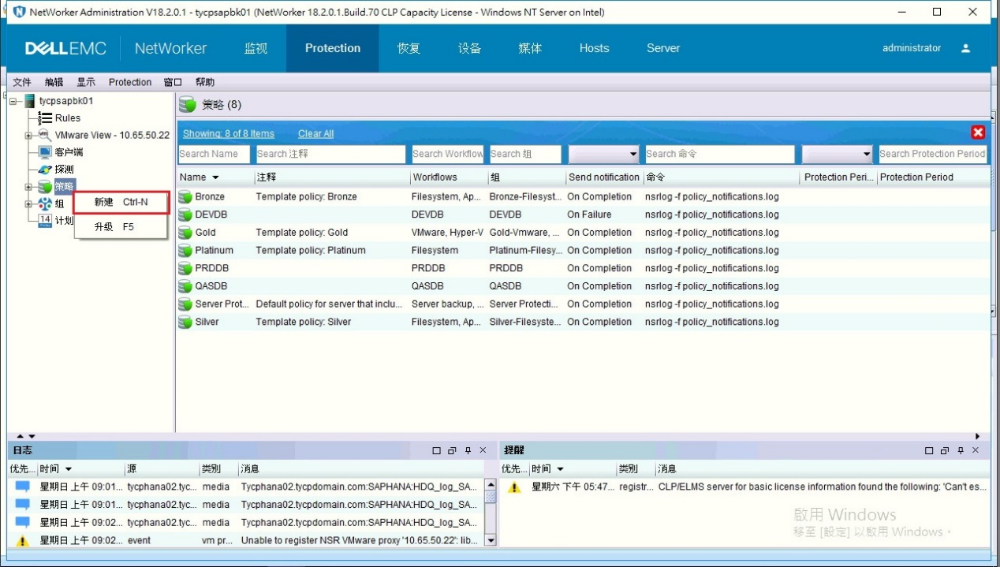 NetWorker Administration V18.2.0.1 - tycpsapbk01 (NetWorker 18.2.0.1.Build.70 CLP Capacity License - Windows NT Server on Intel)
DELLEMC NetWorker 监视 Protection 恢复 设备 媒体 Hosts Server administrator
文件 编辑 显示 Protection 窗口 帮助
tycpsapbk01
Rules
VMware View - 10.65.50.22
客户端
探测
策略
组
14 计划
新建 Ctrl-N
升级 F5
策略 (8)
Showing: 8 of 8 Items Clear All
Search Name Search 注释 Search Workflow Search 组 Search 命令 Search Protection Period
Name 注释 Workflows 组 Send notification 命令 Protection Peri... Protection Period
Bronze Template policy: Bronze Filesystem, Ap... Bronze-Filesyst... On Completion nsrlog -f policy_notifications.log
DEVDB DEVDB DEVDB On Failure nsrlog -f policy_notifications.log
Gold Template policy: Gold VMware, Hyper-V Gold-Vmware, ... On Completion nsrlog -f policy_notifications.log
Platinum Template policy: Platinum Filesystem Platinum-Filesy... On Completion nsrlog -f policy_notifications.log
PRDDB PRDDB PRDDB On Completion nsrlog -f policy_notifications.log
QASDB QASDB QASDB On Completion nsrlog -f policy_notifications.log
Server Prot... Default policy for server that inclu... Server backup, ... Server Protecti... On Completion nsrlog -f policy_notifications.log
Silver Template policy: Silver Filesystem, Ap... Silver-Filesyste... On Completion nsrlog -f policy_notifications.log
日志
优先... 时间 源 类别 消息
星期日 上午 09:01... tycphana02.tyc... media Tycphana02.tycpdomain.com:SAPHANA:HDQ_log_SA...
星期日 上午 09:01... tycphana02.tyc... media Tycphana02.tycpdomain.com:SAPHANA:HDQ_log_SA...
星期日 上午 09:02... tycphana02.tyc... media Tycphana02.tycpdomain.com:SAPHANA:HDQ_log_SA...
星期日 上午 09:02... event vm pr... Unable to register NSR VMware proxy '10.65.50.22': lib...
提醒
优先... 时间 类别 消息
星期六 下午 05:47... registr... CLP/ELMS server for basic license information found the following: 'Can't es...
啟用 Windows
移至 [設定] 以啟用 Windows。